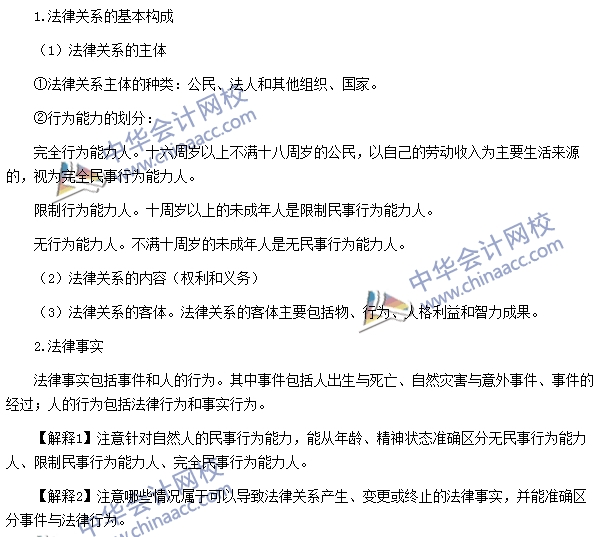 1.法律关系的基本构成
（1）法律关系的主体
①法律关系主体的种类：公民、法人和其他组织、国家。
②行为能力的划分：
完全行为能力人。十六周岁以上不满十八周岁的公民，以自己的劳动收入为主要生活来源
的，视为完全民事行为能力人。
限制行为能力人。十周岁以上的未成年人是限制民事行为能力人。
无行为能力人。不满十周岁的未成年人是无民事行为能力人。
（2）法律关系的内容（权利和义务）
（3）法律关系的客体。法律关系的客体主要包括物、行为、人格利益和智力成果。
2.法律事实
法律事实包括事件和人的行为。其中事件包括人出生与死亡、自然灾害与意外事件、事件的
经过；人的行为包括法律行为和事实行为。
【解释1】注意针对自然人的民事行为能力，能从年龄、精神状态准确区分无民事行为能力
人、限制民事行为能力人、完全民事行为能力人。
【解释2】注意哪些情况属于可以导致法律关系产生、变更或终止的法律事实，并能准确区
分事件与法律行为。
中华会计网校
www.chinaacc.com
中华会计网校
www.chinaacc.com
中华会计网校
www.chinaacc.com